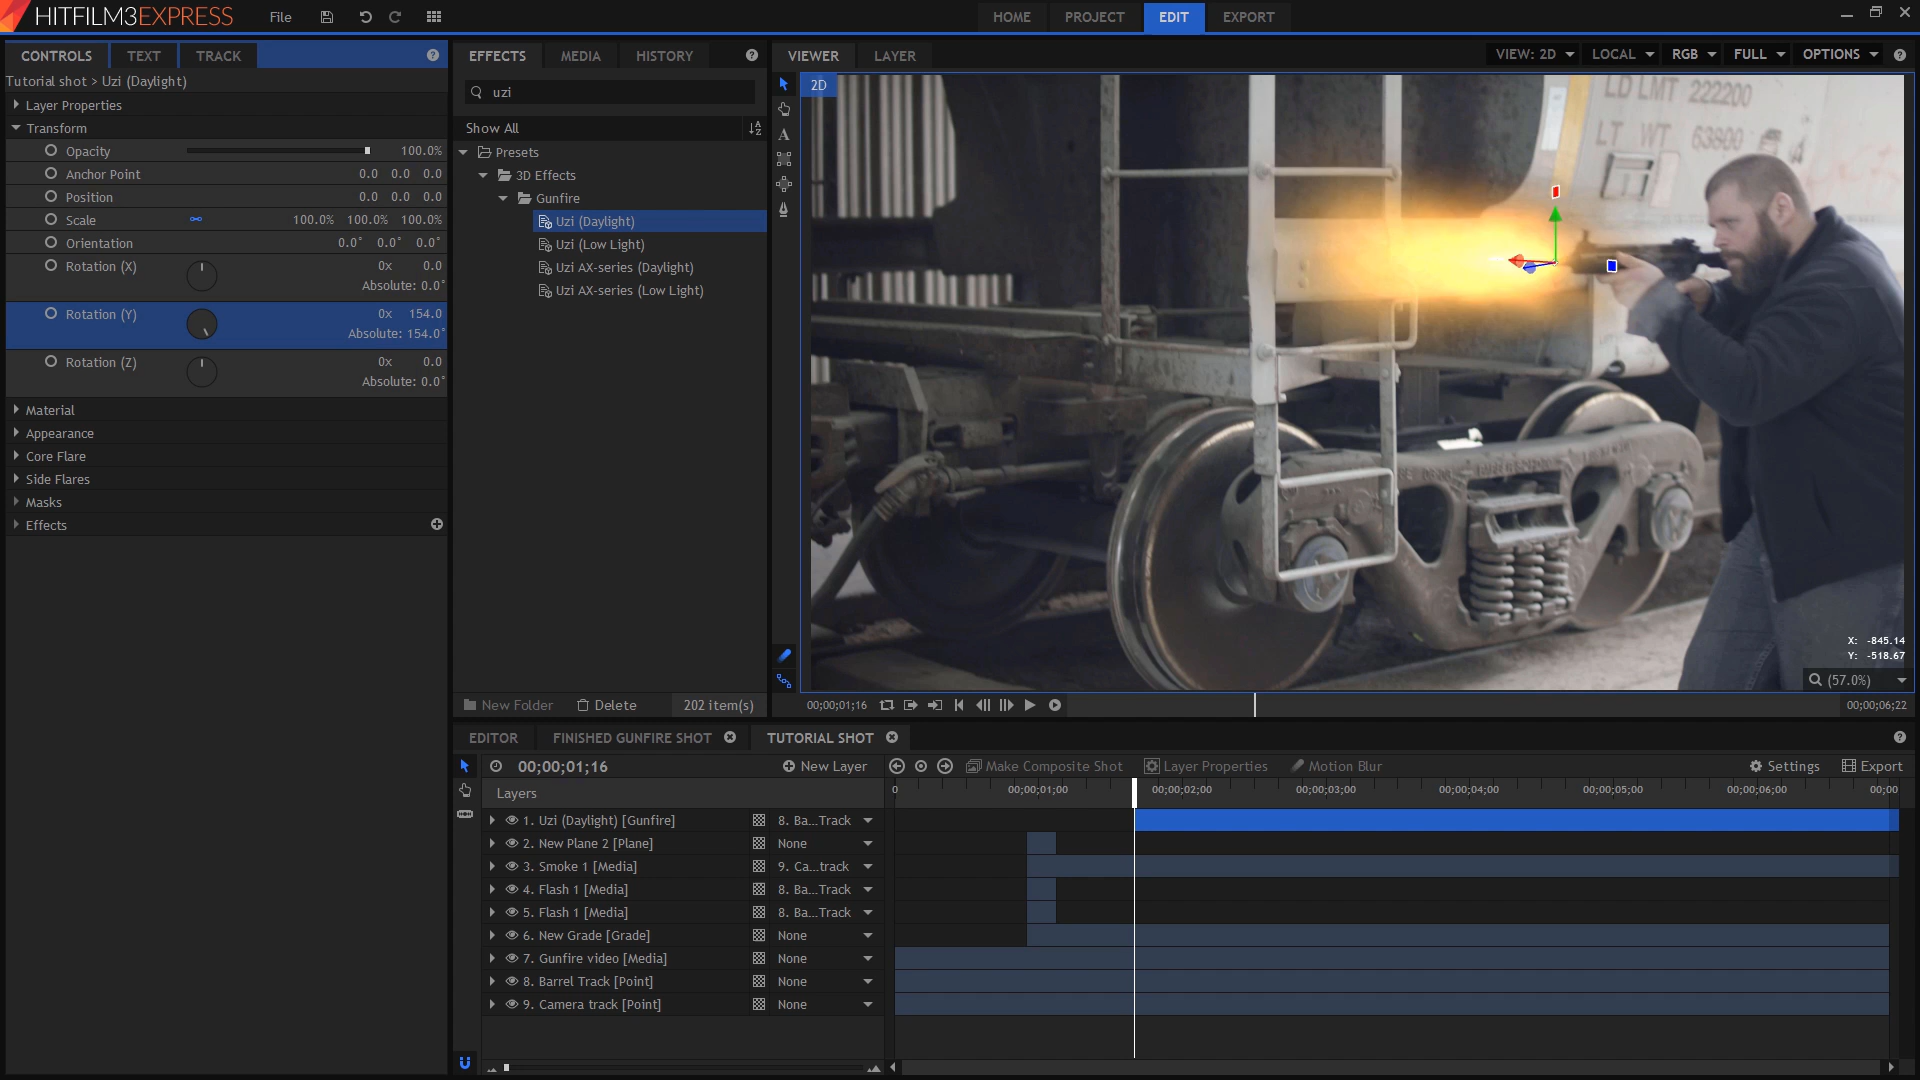 HITFILM3EXPRESS
File
HOME PROJECT EDIT EXPORT
CONTROLS TEXT TRACK
Tutorial shot > Uzi (Daylight)
Layer Properties
Transform
Opacity 100.0%
Anchor Point 0.0 0.0 0.0
Position 0.0 0.0 0.0
Scale 100.0% 100.0% 100.0%
Orientation 0.0° 0.0° 0.0°
Rotation (X) 0x 0.0
Absolute: 0.0°
Rotation (Y) 0x 154.0
Absolute: 154.0°
Rotation (Z) 0x 0.0
Absolute: 0.0°
Material
Appearance
Core Flare
Side Flares
Masks
Effects
EFFECTS MEDIA HISTORY
uzi
Show All
Presets
3D Effects
Gunfire
Uzi (Daylight)
Uzi (Low Light)
Uzi AX-series (Daylight)
Uzi AX-series (Low Light)
New Folder Delete 202 item(s)
VIEWER LAYER
VIEW: 2D LOCAL RGB FULL OPTIONS
2D
LD LMT 222200
LT WT 63800
X: -845.14
Y: -518.67
(57.0%)
00;00;01;16
00;00;06;22
EDITOR FINISHED GUNFIRE SHOT TUTORIAL SHOT
00;00;01;16 New Layer Make Composite Shot Layer Properties Motion Blur Settings Export
Layers
0 00;00;01;00 00;00;02;00 00;00;03;00 00;00;04;00 00;00;05;00 00;00;06;00 00;00
1. Uzi (Daylight) [Gunfire] 8. Ba...Track
2. New Plane 2 [Plane] None
3. Smoke 1 [Media] 9. Ca...track
4. Flash 1 [Media] 8. Ba...Track
5. Flash 1 [Media] 8. Ba...Track
6. New Grade [Grade] None
7. Gunfire video [Media] None
8. Barrel Track [Point] None
9. Camera track [Point] None